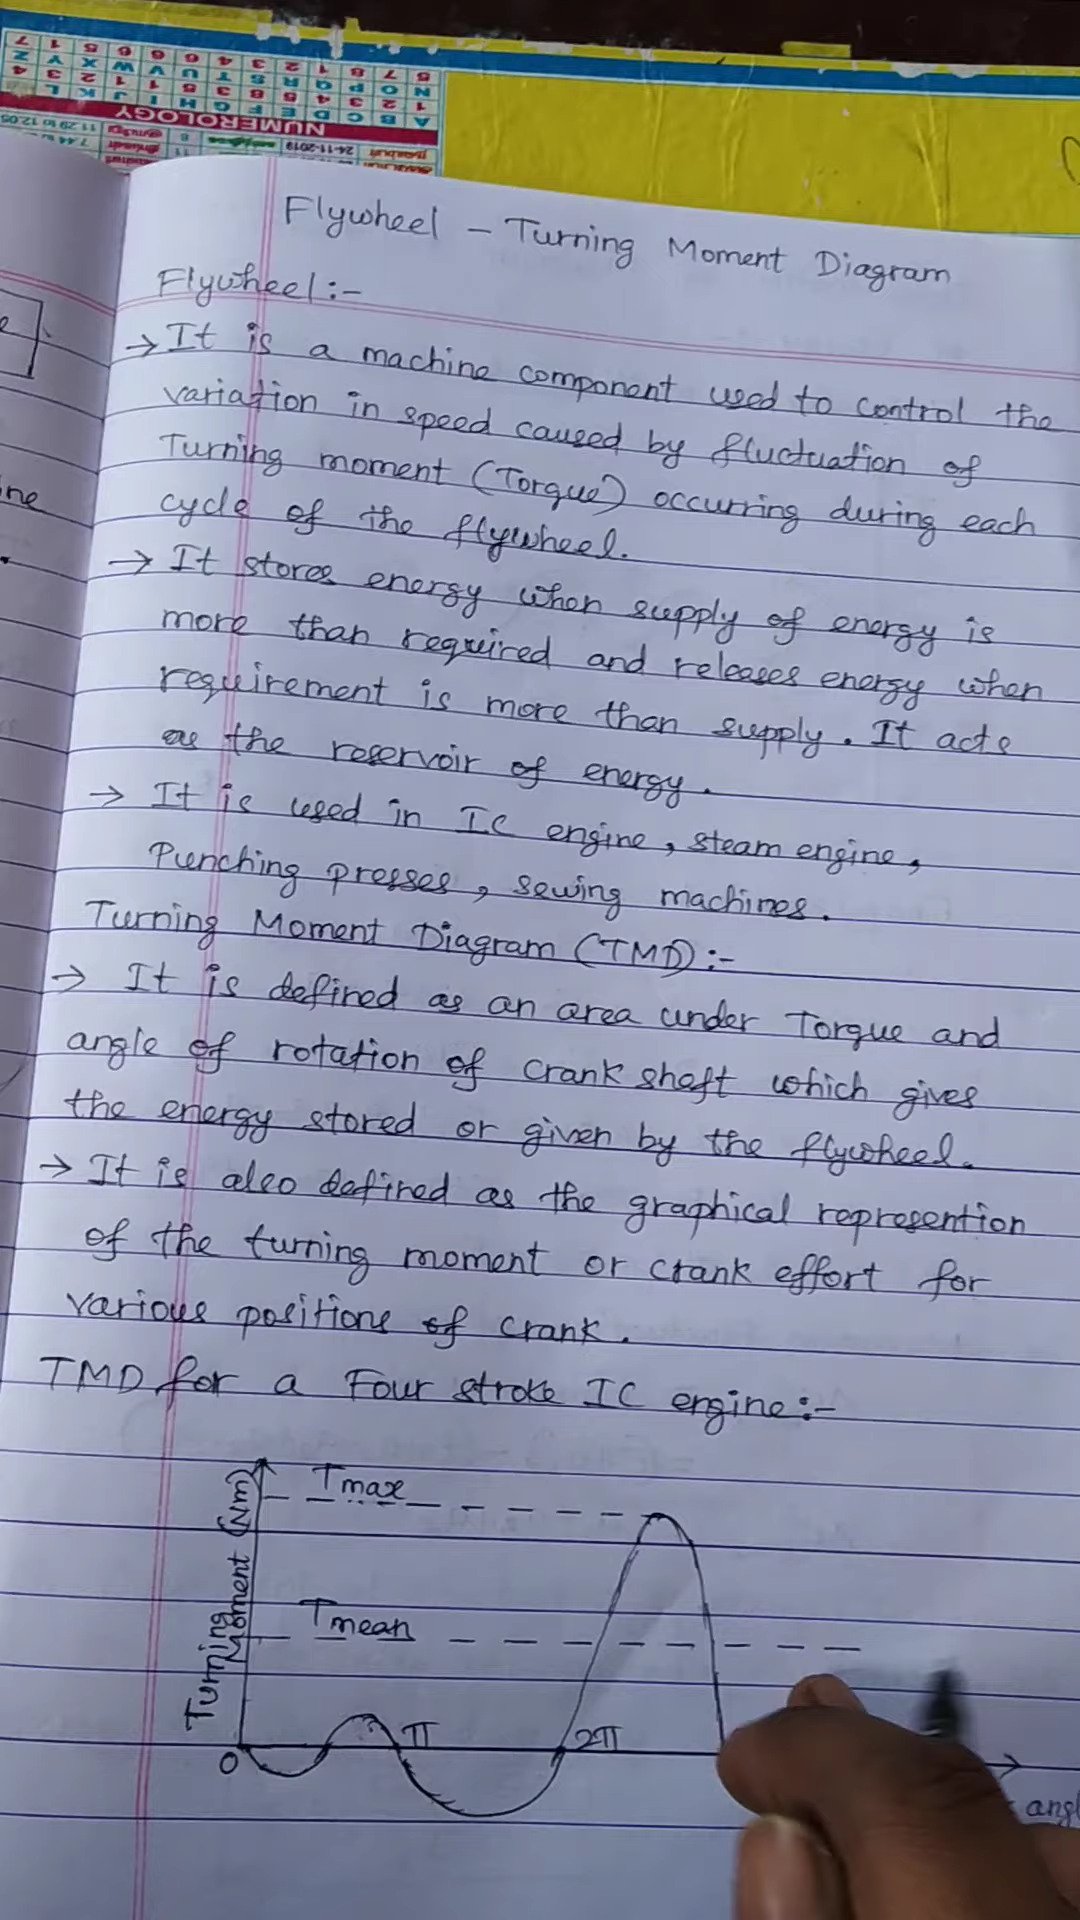 NUMEROLOGY
24-11-2019
Flywheel - Turning Moment Diagram
Flywheel :-
→ It is a machine component used to control the
variation in speed caused by fluctuation of
Turning moment (Torque) occurring during each
cycle of the flywheel.
→ It stores energy when supply of energy is
more than required and releases energy when
requirement is more than supply. It acts
as the reservoir of energy.
→ It is used in IC engine, steam engine,
Punching presses, sewing machines.
Turning Moment Diagram (TMD) :-
→ It is defined as an area under Torque and
angle of rotation of crank shaft which gives
the energy stored or given by the flywheel.
→ It is also defined as the graphical represention
of the turning moment or crank effort for
various positions of crank.
TMD for a Four stroke IC engine :-
Tmax
Turning Moment (Nm)
Tmean
0
π
2π